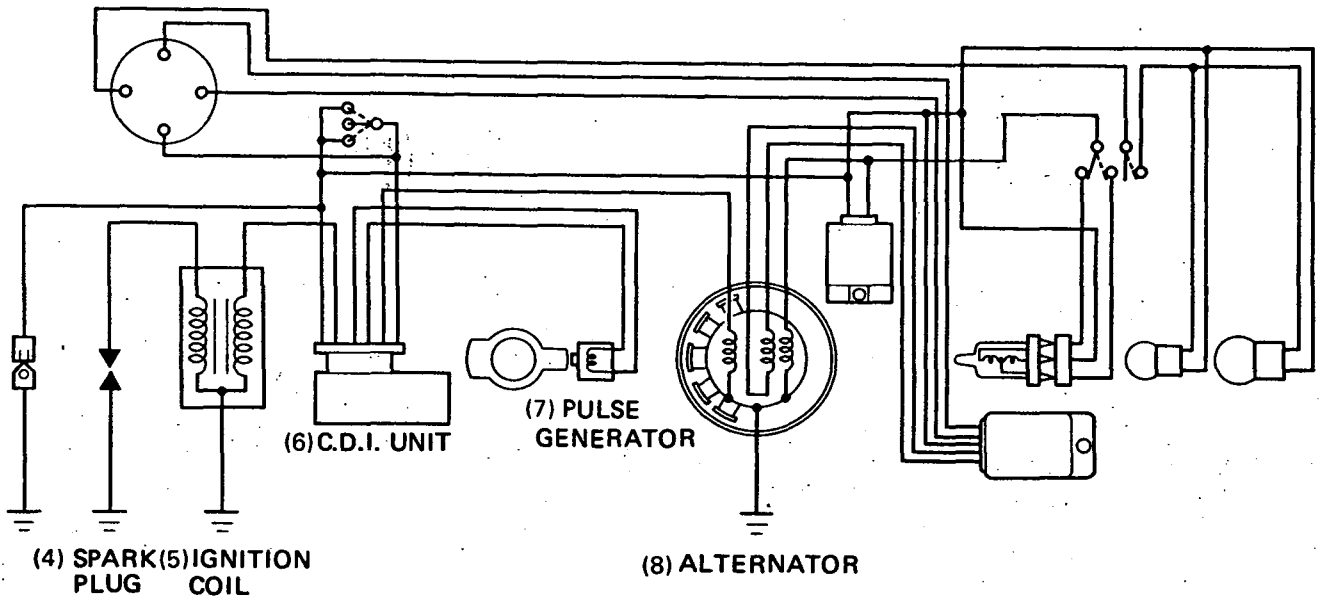 (6) C.D.I. UNIT
(7) PULSE
GENERATOR
(4) SPARK
PLUG
(5) IGNITION
COIL
(8) ALTERNATOR